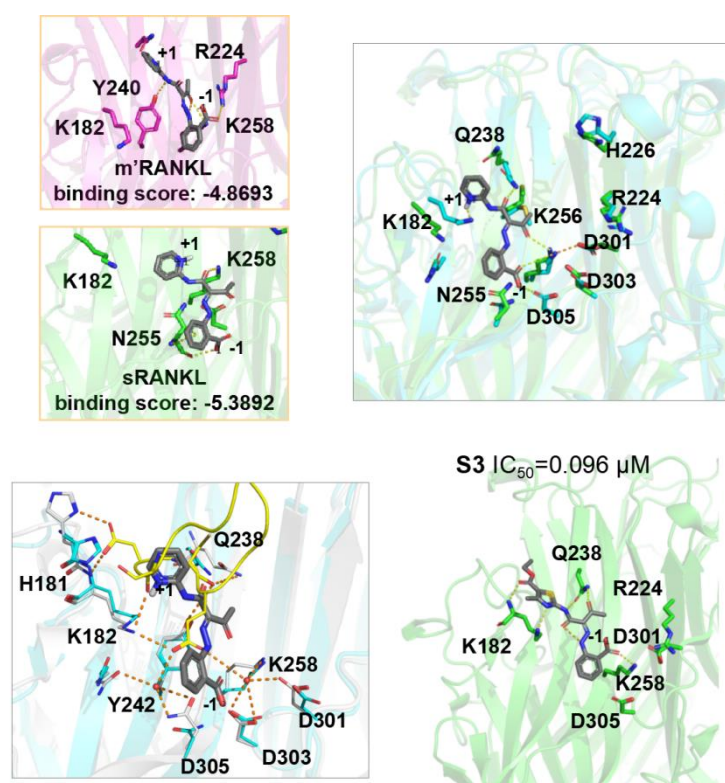 +1
R224
Y240
-1
K182
K258
m'RANKL
binding score: -4.8693
+1
K258
K182
N255
-1
sRANKL
binding score: -5.3892
Q238
H226
+1
R224
K182
K256
D301
N255
-1
D303
D305
Q238
H181
+1
K182
K258
Y242
-1
D301
D303
D305
S3 IC50=0.096 μM
Q238
R224
K182
-1
D301
K258
D305